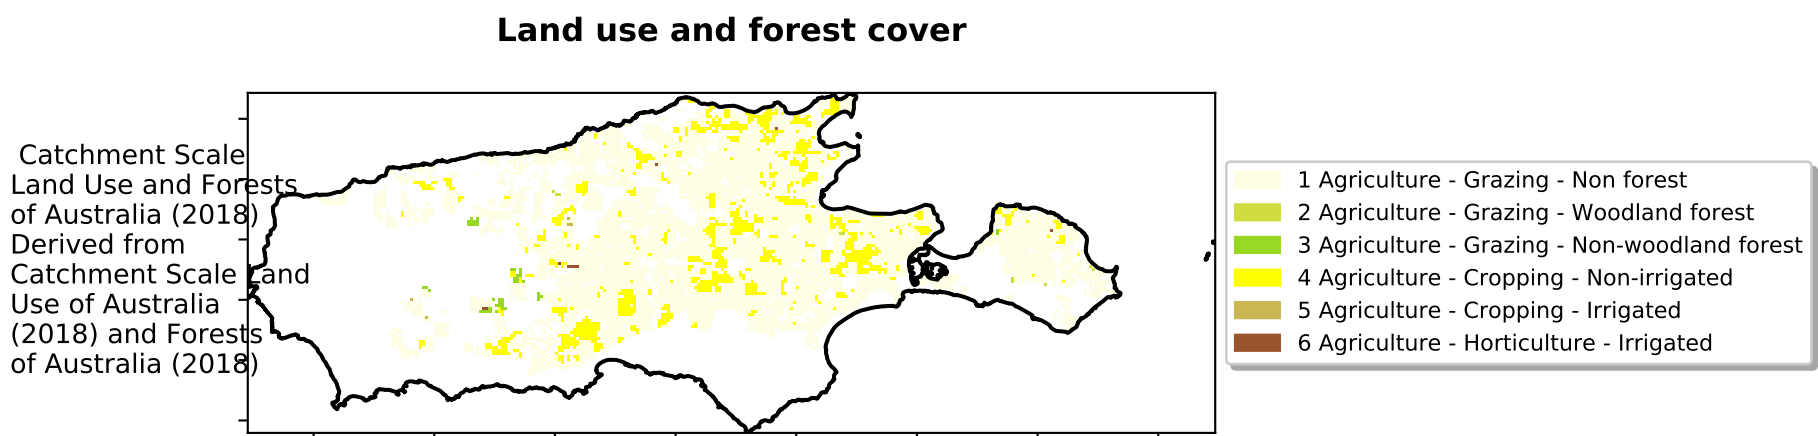 Land use and forest cover
Catchment Scale
Land Use and Forests
of Australia (2018)
Derived from
Catchment Scale Land
Use of Australia
(2018) and Forests
of Australia (2018)
1 Agriculture - Grazing - Non forest
2 Agriculture - Grazing - Woodland forest
3 Agriculture - Grazing - Non-woodland forest
4 Agriculture - Cropping - Non-irrigated
5 Agriculture - Cropping - Irrigated
6 Agriculture - Horticulture - Irrigated